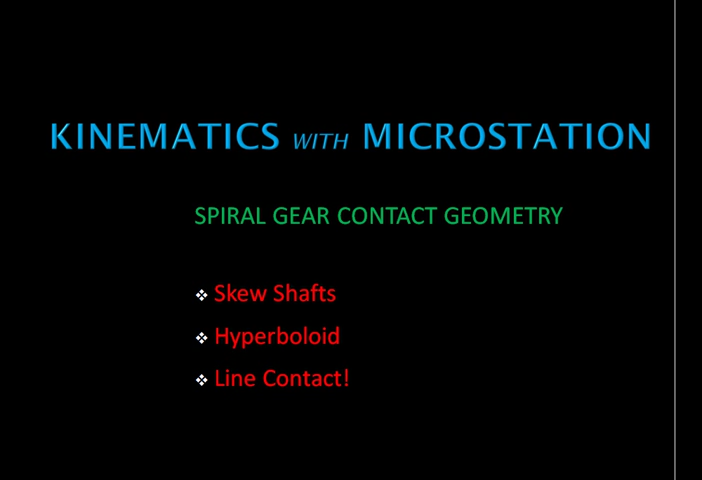 KINEMATICS WITH MICROSTATION
SPIRAL GEAR CONTACT GEOMETRY
❖ Skew Shafts
❖ Hyperboloid
❖ Line Contact!